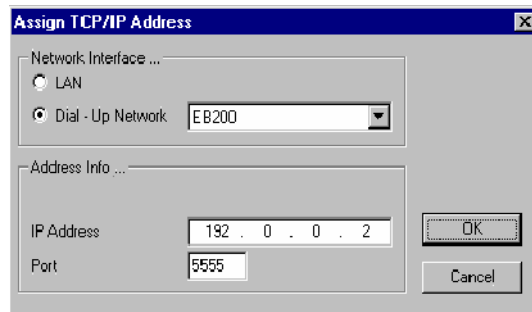 Assign TCP/IP Address
Network Interface ...
LAN
Dial - Up Network EB200
Address Info ...
IP Address 192 . 0 . 0 . 2
OK
Port 5555
Cancel